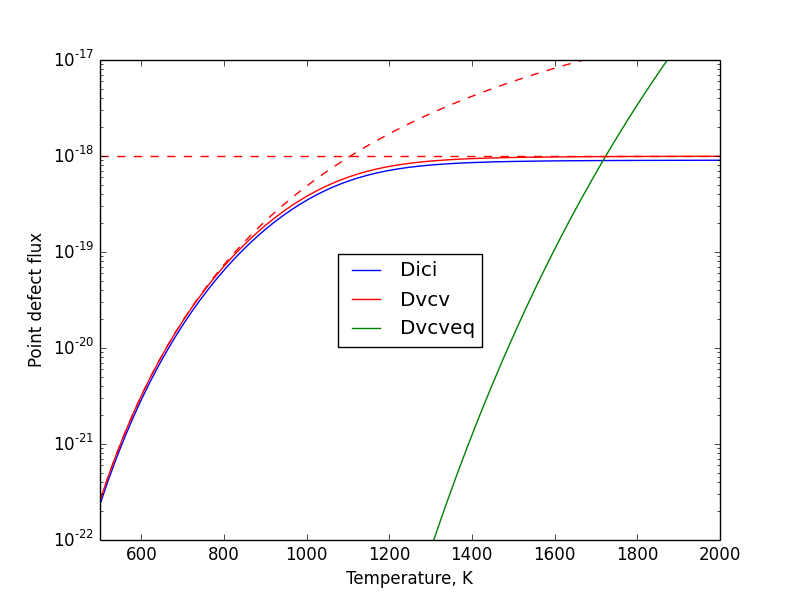 10^-17
10^-18
10^-19
10^-20
10^-21
10^-22
Point defect flux
Dici
Dvcv
Dvcveq
600 800 1000 1200 1400 1600 1800 2000
Temperature, K